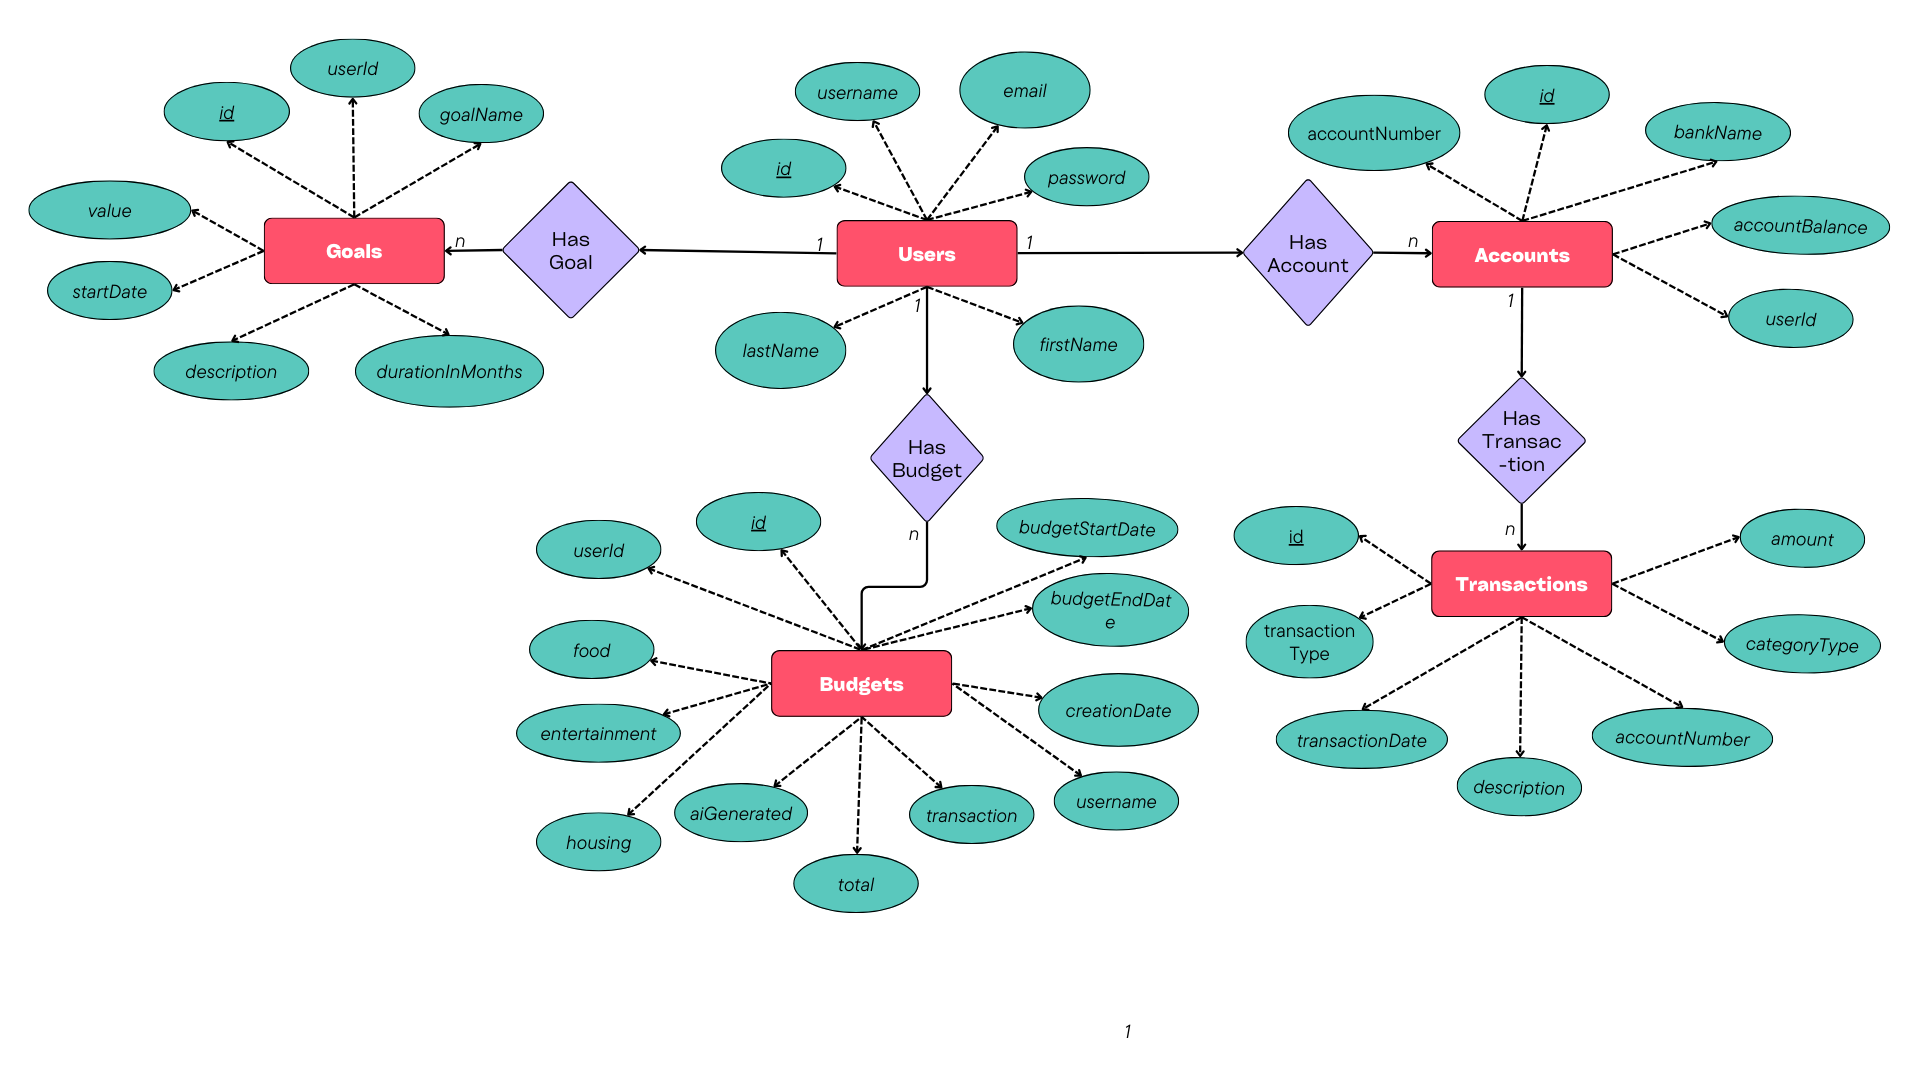 userId
id
goalName
value
startDate
Goals
description
durationInMonths
n
Has
Goal
1
username
email
id
password
Users
1
lastName
1
firstName
Has
Account
n
accountNumber
id
bankName
accountBalance
Accounts
userId
1
Has
Transac
-tion
n
Has
Budget
n
userId
id
budgetStartDate
budgetEndDat
e
food
entertainment
Budgets
creationDate
housing
aiGenerated
transaction
username
total
id
amount
Transactions
transaction
Type
categoryType
transactionDate
accountNumber
description
1